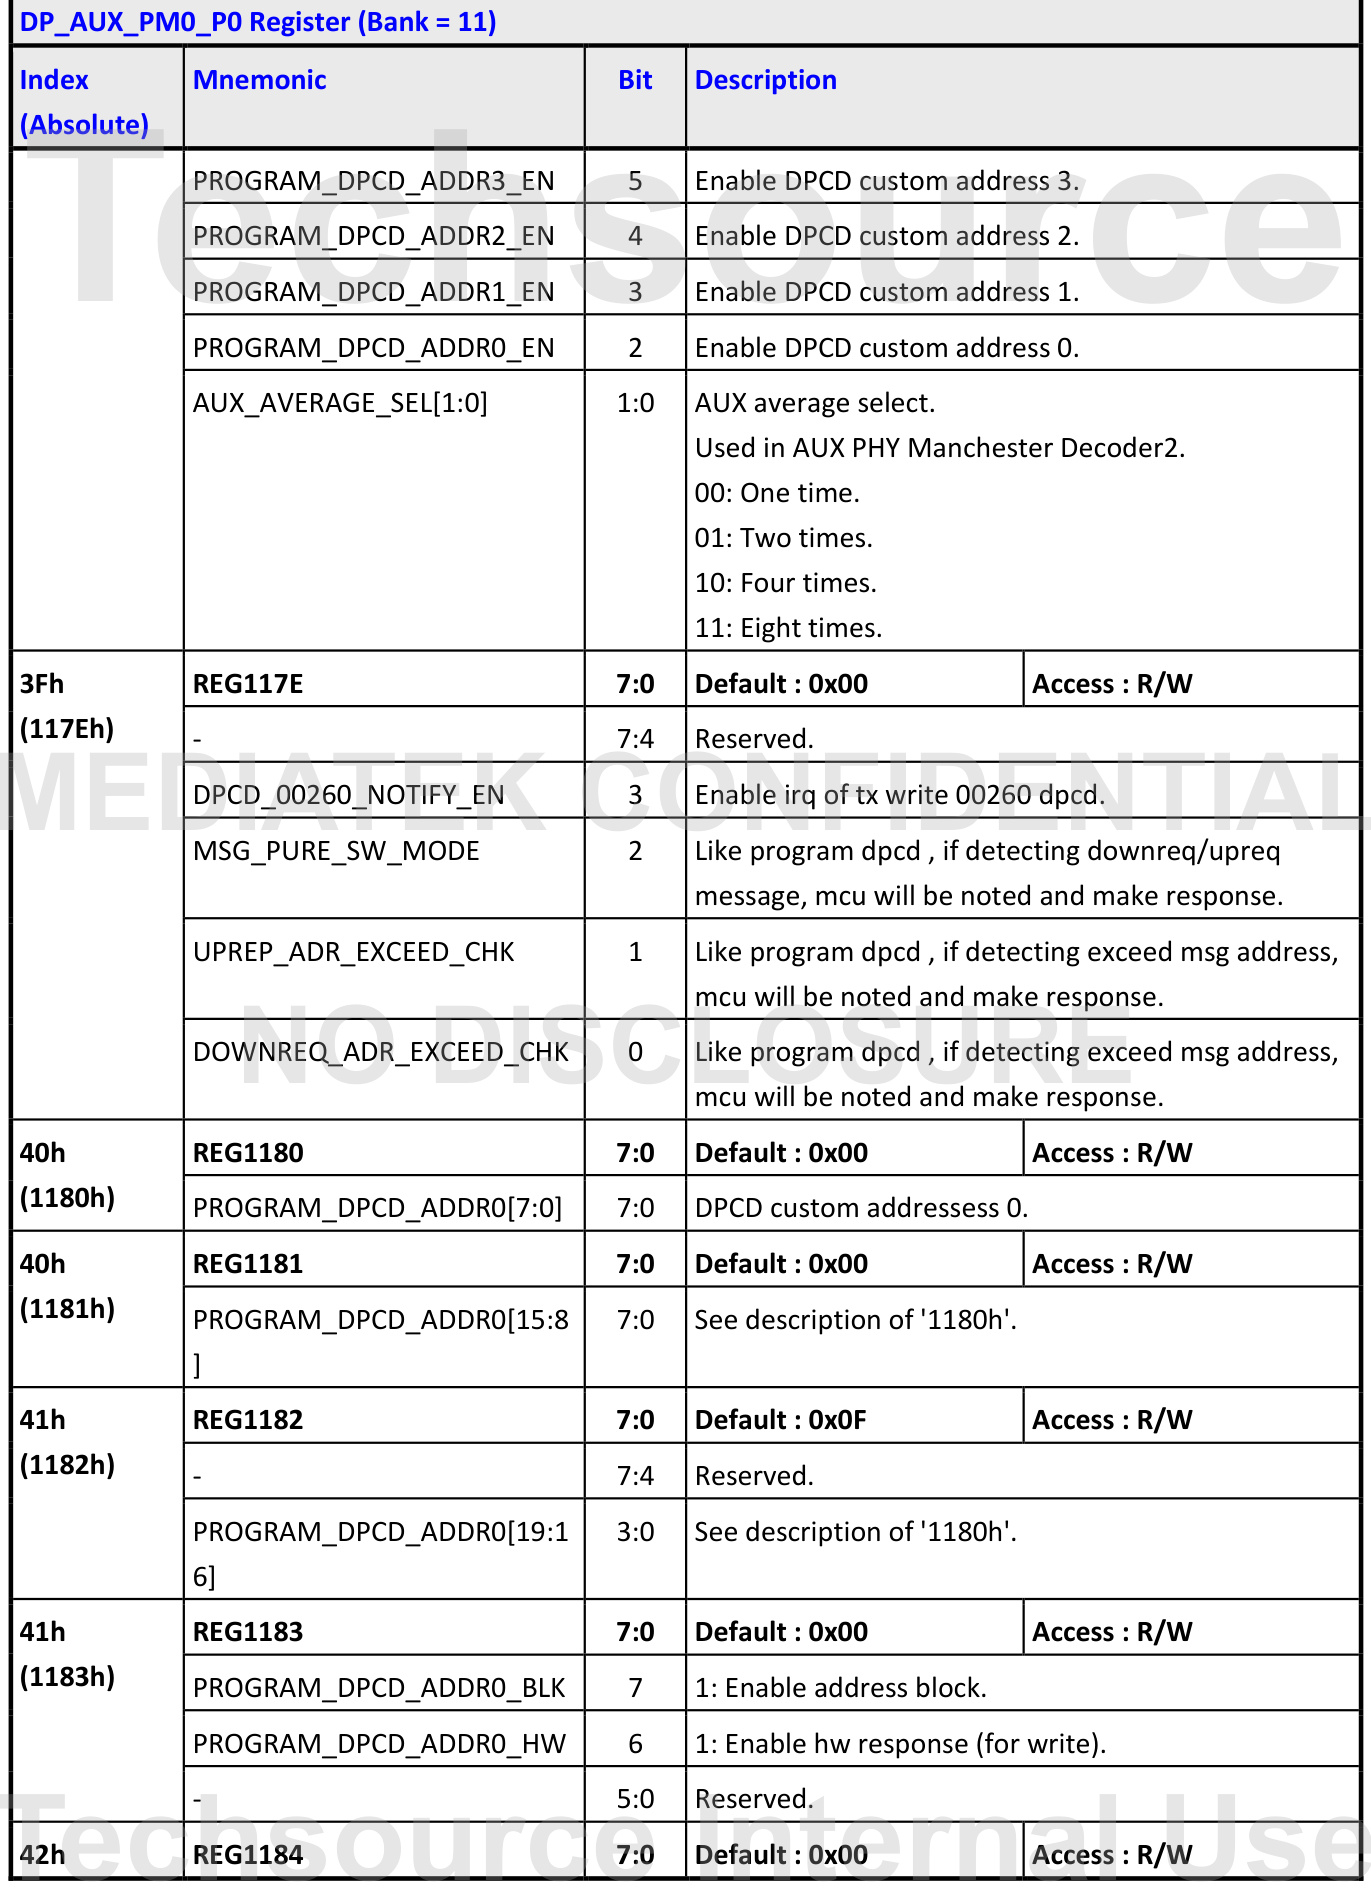 DP_AUX_PM0_P0 Register (Bank = 11)
Index (Absolute) Mnemonic Bit Description
PROGRAM_DPCD_ADDR3_EN 5 Enable DPCD custom address 3.
PROGRAM_DPCD_ADDR2_EN 4 Enable DPCD custom address 2.
PROGRAM_DPCD_ADDR1_EN 3 Enable DPCD custom address 1.
PROGRAM_DPCD_ADDR0_EN 2 Enable DPCD custom address 0.
AUX_AVERAGE_SEL[1:0] 1:0 AUX average select.
Used in AUX PHY Manchester Decoder2.
00: One time.
01: Two times.
10: Four times.
11: Eight times.
3Fh REG117E 7:0 Default : 0x00 Access : R/W
(117Eh) - 7:4 Reserved.
DPCD_00260_NOTIFY_EN 3 Enable irq of tx write 00260 dpcd.
MSG_PURE_SW_MODE 2 Like program dpcd , if detecting downreq/upreq
message, mcu will be noted and make response.
UPREP_ADR_EXCEED_CHK 1 Like program dpcd , if detecting exceed msg address,
mcu will be noted and make response.
DOWNREQ_ADR_EXCEED_CHK 0 Like program dpcd , if detecting exceed msg address,
mcu will be noted and make response.
40h REG1180 7:0 Default : 0x00 Access : R/W
(1180h) PROGRAM_DPCD_ADDR0[7:0] 7:0 DPCD custom addressess 0.
40h REG1181 7:0 Default : 0x00 Access : R/W
(1181h) PROGRAM_DPCD_ADDR0[15:8 7:0 See description of '1180h'.
]
41h REG1182 7:0 Default : 0x0F Access : R/W
(1182h) - 7:4 Reserved.
PROGRAM_DPCD_ADDR0[19:1 3:0 See description of '1180h'.
6]
41h REG1183 7:0 Default : 0x00 Access : R/W
(1183h) PROGRAM_DPCD_ADDR0_BLK 7 1: Enable address block.
PROGRAM_DPCD_ADDR0_HW 6 1: Enable hw response (for write).
- 5:0 Reserved.
42h REG1184 7:0 Default : 0x00 Access : R/W
Techsource
MEDIATEK CONFIDENTIAL
NO DISCLOSURE
Techsource Internal Use